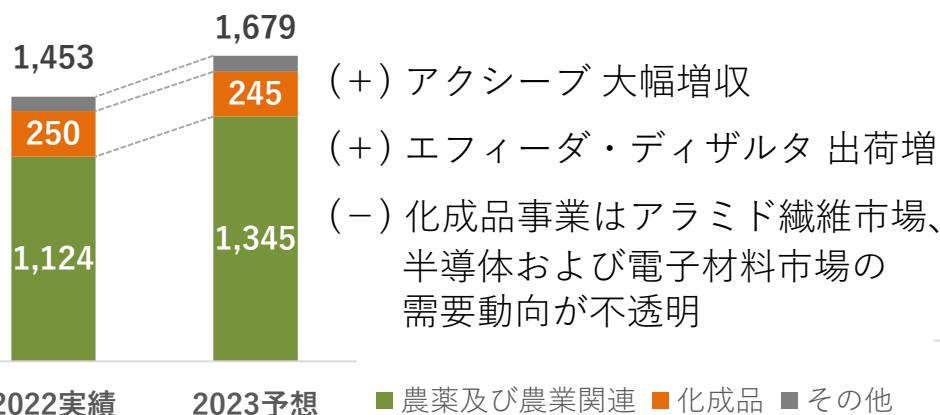 1,453
1,679
250
245
1,124
1,345
2022実績
2023予想
(+) アクシーブ 大幅増収
(+) エフィーダ・ディザルタ 出荷増
(-) 化成品事業はアラミド繊維市場、
半導体および電子材料市場の
需要動向が不透明
農薬及び農業関連 化成品 その他